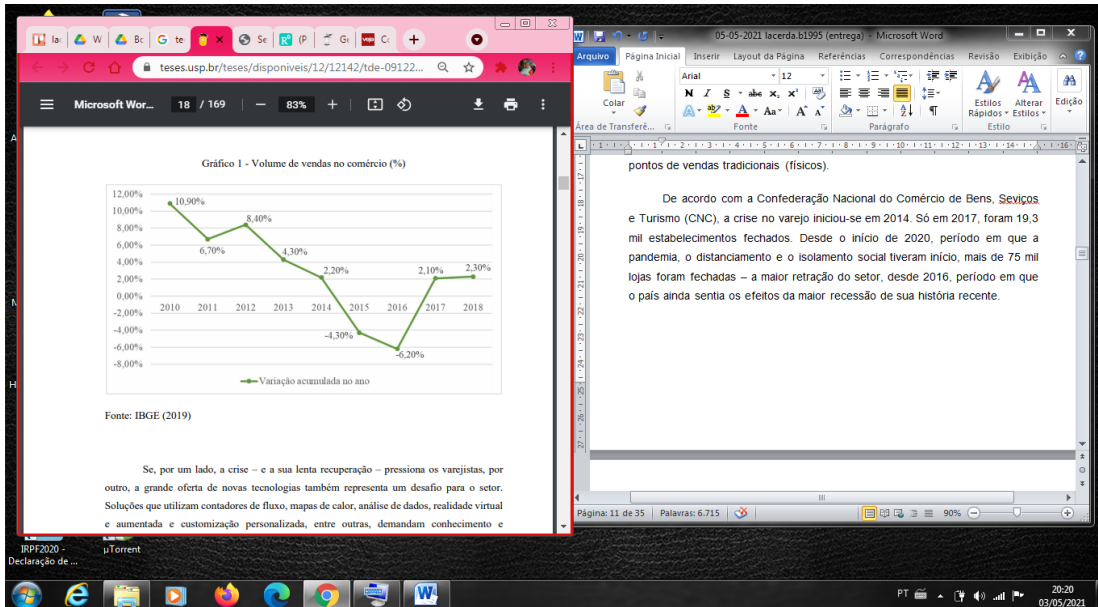 lac
W
Bc
G te
Se
(P
Gc
Cc
teses.usp.br/teses/disponiveis/12/12142/tde-09122...
Microsoft Wor...
18 / 169
83%
Gráfico 1 - Volume de vendas no comércio (%)
12,00%
10,00%
8,00%
6,00%
4,00%
2,00%
0,00%
-2,00%
-4,00%
-6,00%
-8,00%
10,90%
6,70%
8,40%
4,30%
2,20%
-4,30%
-6,20%
2,10%
2,30%
2010 2011 2012 2013 2014 2015 2016 2017 2018
Variação acumulada no ano
Fonte: IBGE (2019)
Se, por um lado, a crise – e a sua lenta recuperação – pressiona os varejistas, por
outro, a grande oferta de novas tecnologias também representa um desafio para o setor.
Soluções que utilizam contadores de fluxo, mapas de calor, análise de dados, realidade virtual
e aumentada e customização personalizada, entre outras, demandam conhecimento e
05-05-2021 lacerda.b1995 (entrega) - Microsoft Word
Arquivo Página Inicial Inserir Layout da Página Referências Correspondências Revisão Exibição
Arial 12
Colar
N I S abc x₂ x²
Aa
Estilos Rápidos
Alterar Estilos
Edição
Área de Transferê... Fonte Parágrafo Estilo
pontos de vendas tradicionais (físicos).
De acordo com a Confederação Nacional do Comércio de Bens, Seviços
e Turismo (CNC), a crise no varejo iniciou-se em 2014. Só em 2017, foram 19,3
mil estabelecimentos fechados. Desde o início de 2020, período em que a
pandemia, o distanciamento e o isolamento social tiveram início, mais de 75 mil
lojas foram fechadas – a maior retração do setor, desde 2016, período em que
o país ainda sentia os efeitos da maior recessão de sua história recente.
Página: 11 de 35 Palavras: 6.715 90%
IRPF2020 -
Declaração de ...
µTorrent
PT
20:20
03/05/2021